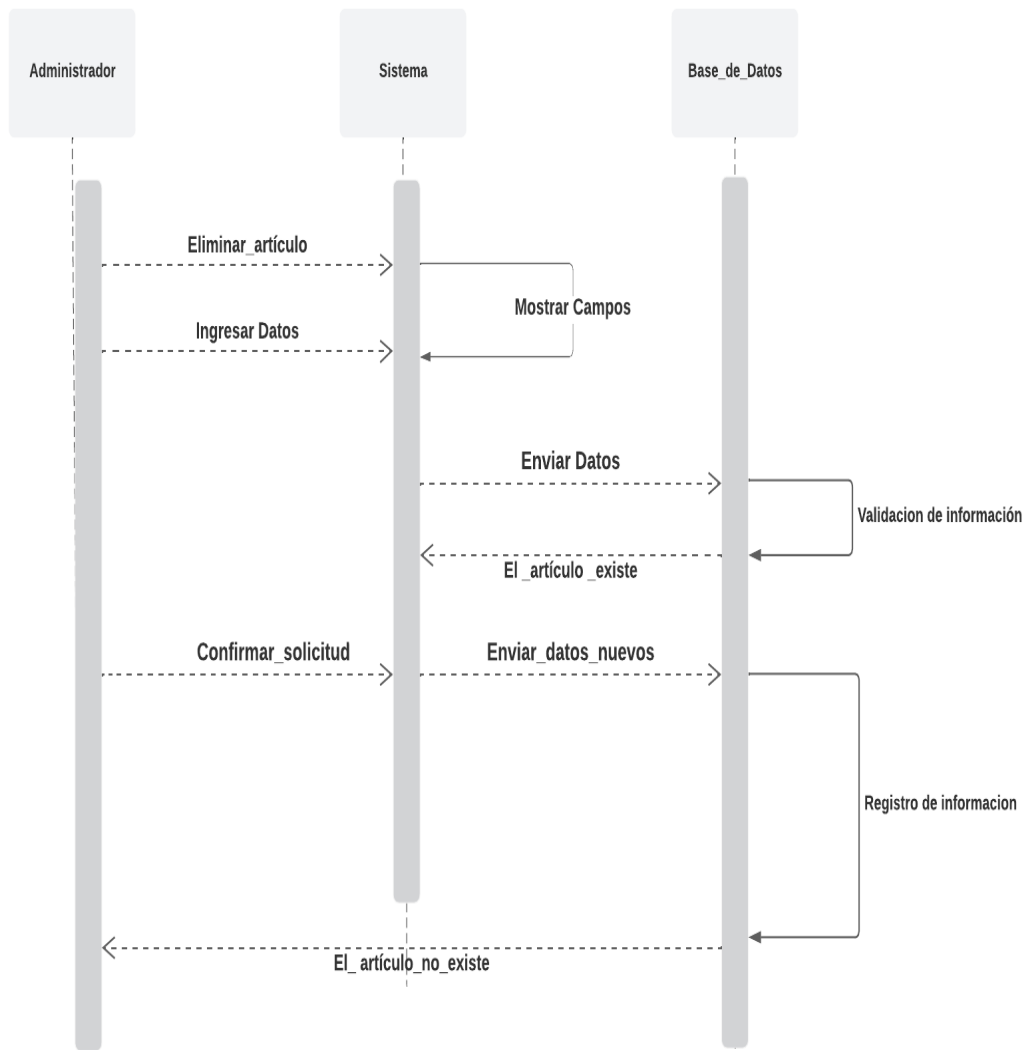 Administrador
Sistema
Base_de_Datos
Eliminar_artículo
Mostrar Campos
Ingresar Datos
Enviar Datos
Validacion de información
El _artículo _existe
Confirmar_solicitud
Enviar_datos_nuevos
Registro de informacion
El_ artículo_no_existe